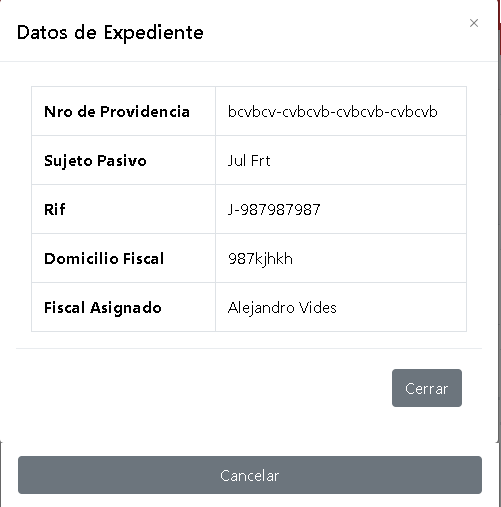 Datos de Expediente
×
Nro de Providencia bcvbcv-cvbcvb-cvbcvb-cvbcvb
Sujeto Pasivo Jul Frt
Rif J-987987987
Domicilio Fiscal 987kjhkh
Fiscal Asignado Alejandro Vides
Cerrar
Cancelar